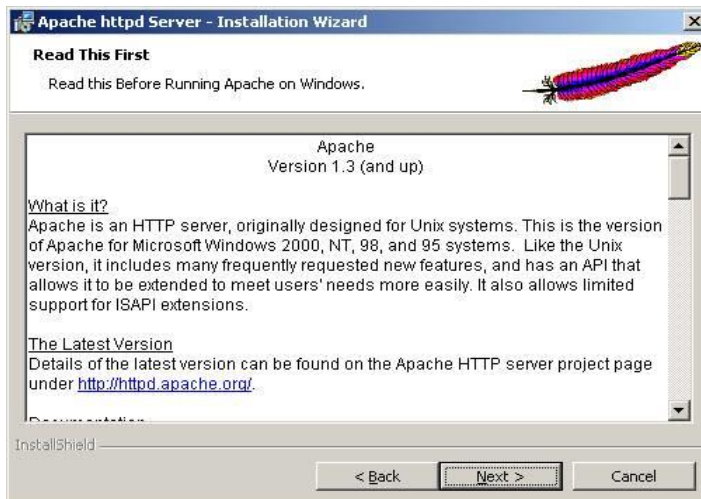 Apache httpd Server - Installation Wizard
Read This First
Read this Before Running Apache on Windows.
Apache
Version 1.3 (and up)
What is it?
Apache is an HTTP server, originally designed for Unix systems. This is the version
of Apache for Microsoft Windows 2000, NT, 98, and 95 systems.  Like the Unix
version, it includes many frequently requested new features, and has an API that
allows it to be extended to meet users' needs more easily. It also allows limited
support for ISAPI extensions.
The Latest Version
Details of the latest version can be found on the Apache HTTP server project page
under http://httpd.apache.org/.
Documentation
InstallShield
< Back
Next >
Cancel